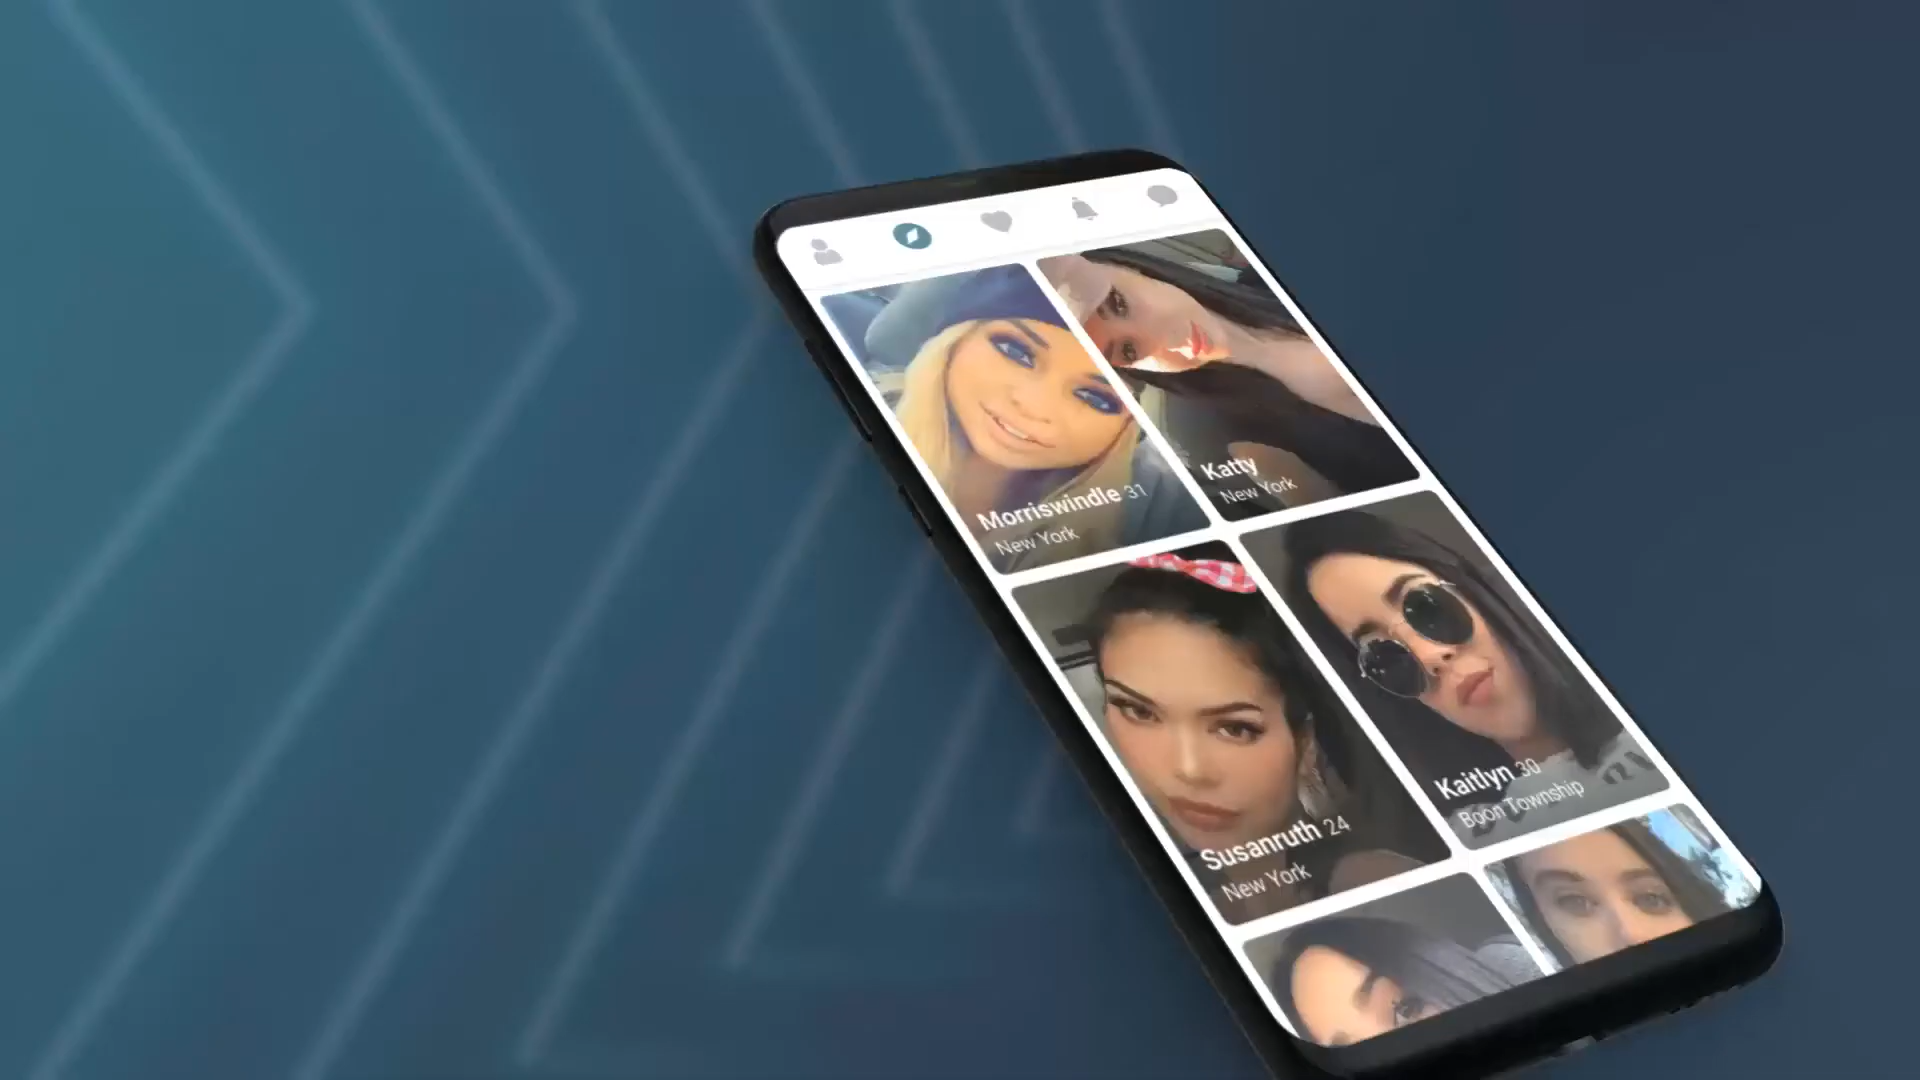 Morriswindle 31
New York
Katty
New York
Susanruth 24
New York
Kaitlyn 30
Boon Township